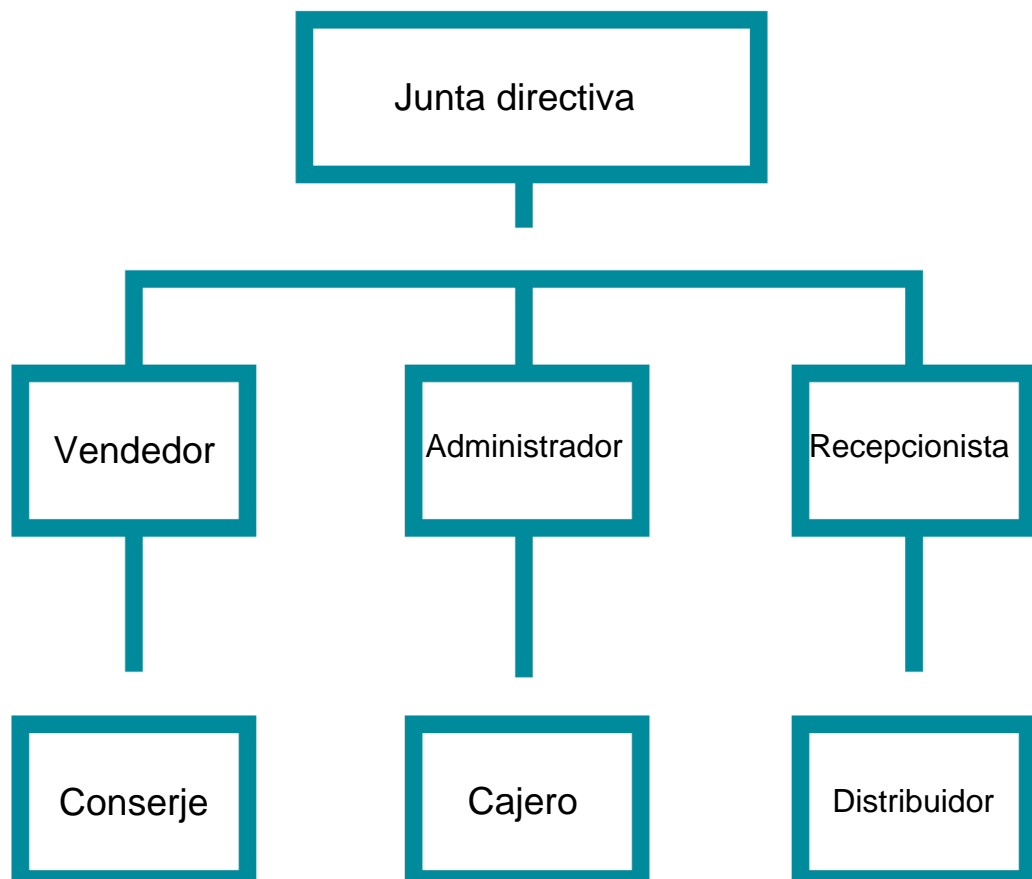 Junta directiva
Vendedor
Administrador
Recepcionista
Conserje
Cajero
Distribuidor